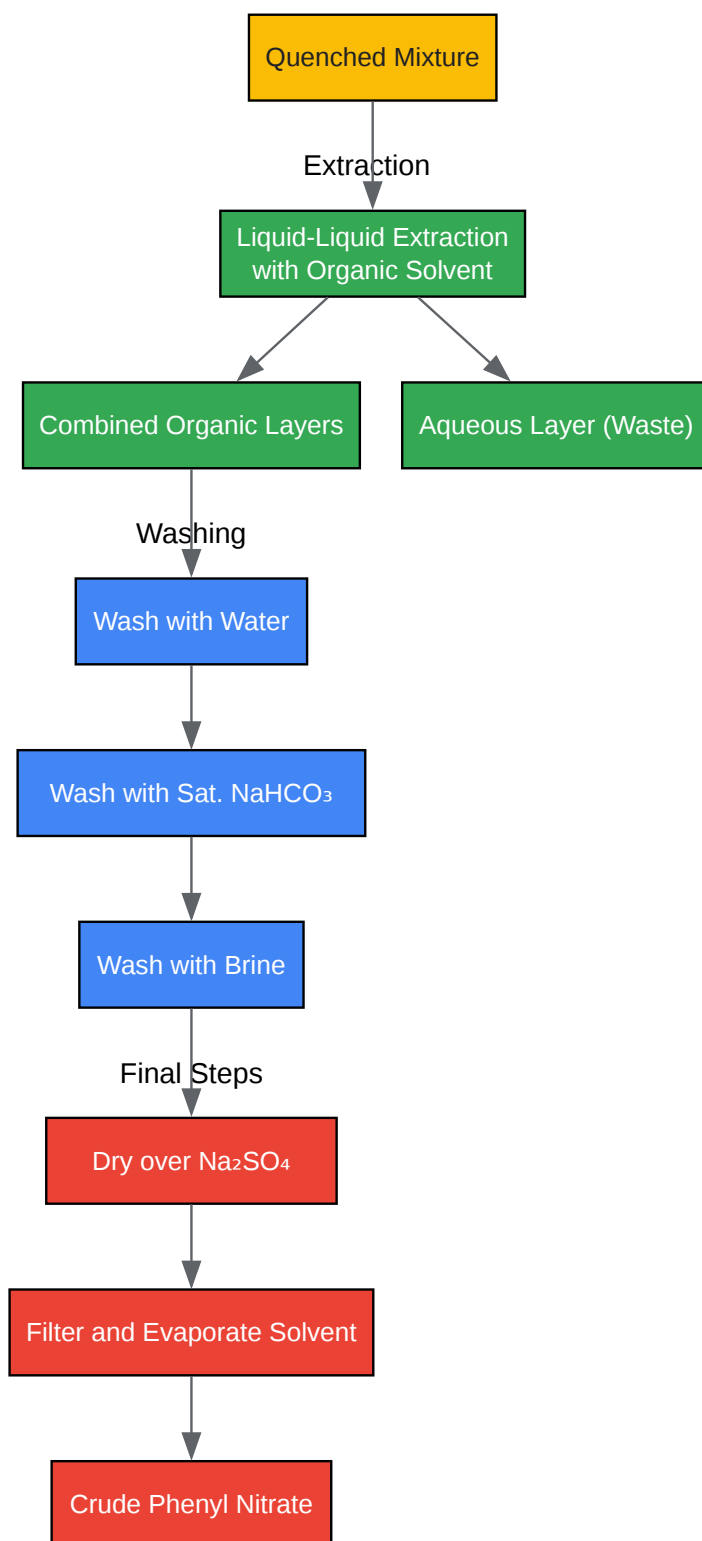 Quenched Mixture
Extraction
Liquid-Liquid Extraction
with Organic Solvent
Combined Organic Layers
Aqueous Layer (Waste)
Washing
Wash with Water
Wash with Sat. NaHCO₃
Wash with Brine
Final Steps
Dry over Na₂SO₄
Filter and Evaporate Solvent
Crude Phenyl Nitrate